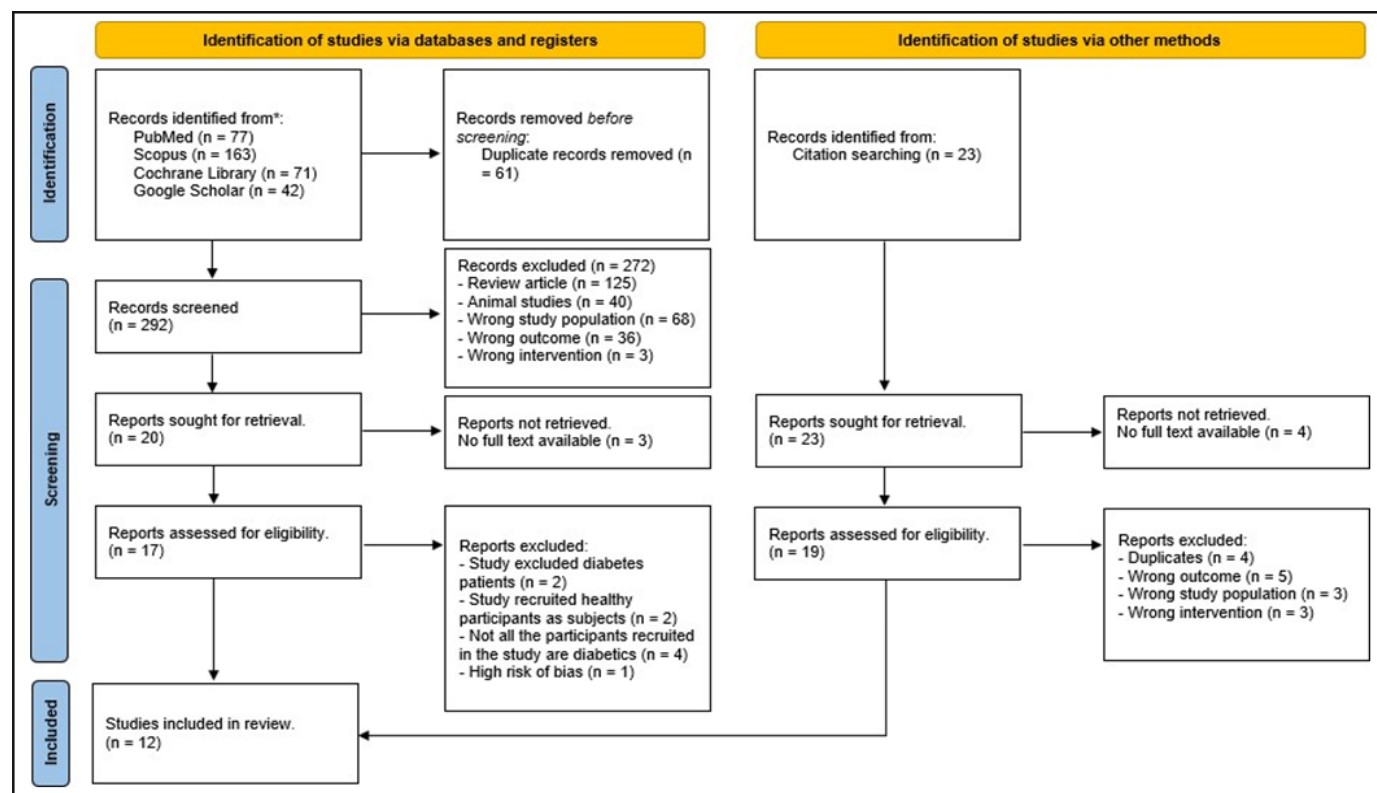 Identification of studies via databases and registers
Identification of studies via other methods
Identification
Records identified from*:
PubMed (n = 77)
Scopus (n = 163)
Cochrane Library (n = 71)
Google Scholar (n = 42)
Records removed before
screening:
Duplicate records removed (n
= 61)
Records identified from:
Citation searching (n = 23)
Screening
Records screened
(n = 292)
Records excluded (n = 272)
- Review article (n = 125)
- Animal studies (n = 40)
- Wrong study population (n = 68)
- Wrong outcome (n = 36)
- Wrong intervention (n = 3)
Reports sought for retrieval.
(n = 20)
Reports not retrieved.
No full text available (n = 3)
Reports sought for retrieval.
(n = 23)
Reports not retrieved.
No full text available (n = 4)
Reports assessed for eligibility.
(n = 17)
Reports excluded:
- Study excluded diabetes
patients (n = 2)
- Study recruited healthy
participants as subjects (n = 2)
- Not all the participants recruited
in the study are diabetics (n = 4)
- High risk of bias (n = 1)
Reports assessed for eligibility.
(n = 19)
Reports excluded:
- Duplicates (n = 4)
- Wrong outcome (n = 5)
- Wrong study population (n = 3)
- Wrong intervention (n = 3)
Included
Studies included in review.
(n = 12)